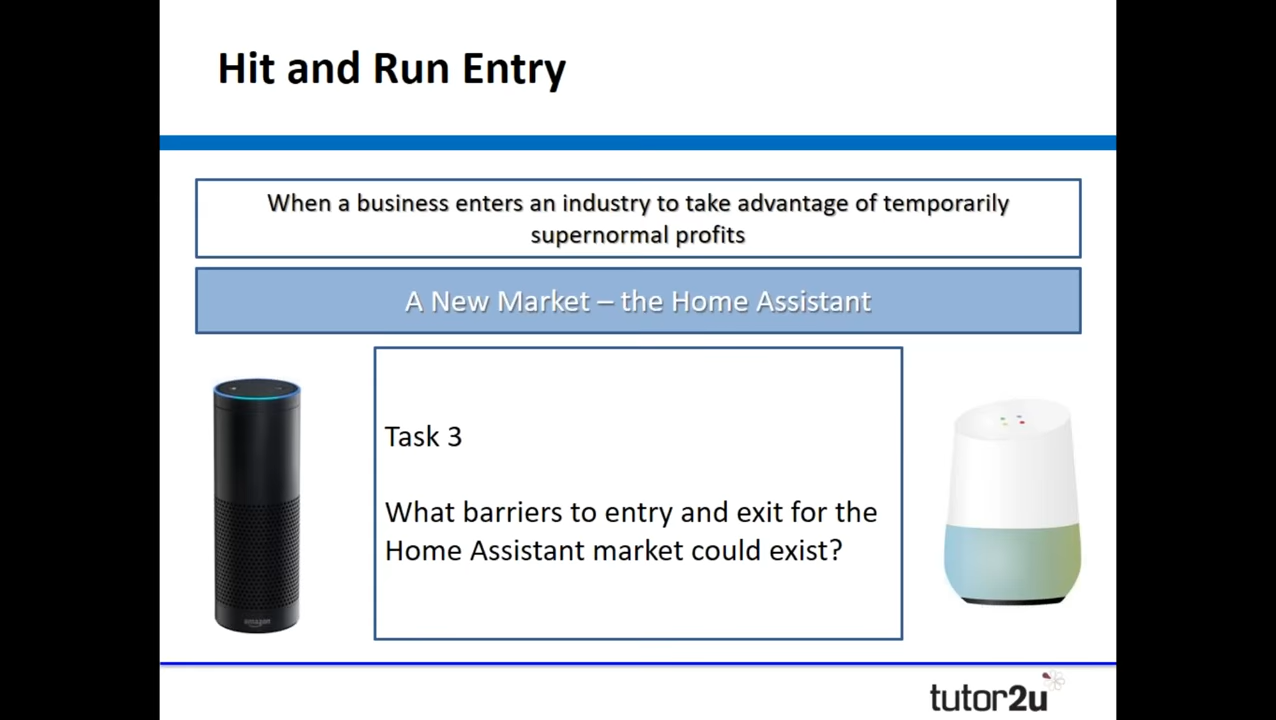 Hit and Run Entry
When a business enters an industry to take advantage of temporarily
supernormal profits
A New Market – the Home Assistant
Task 3
What barriers to entry and exit for the
Home Assistant market could exist?
amazon
tutor2u